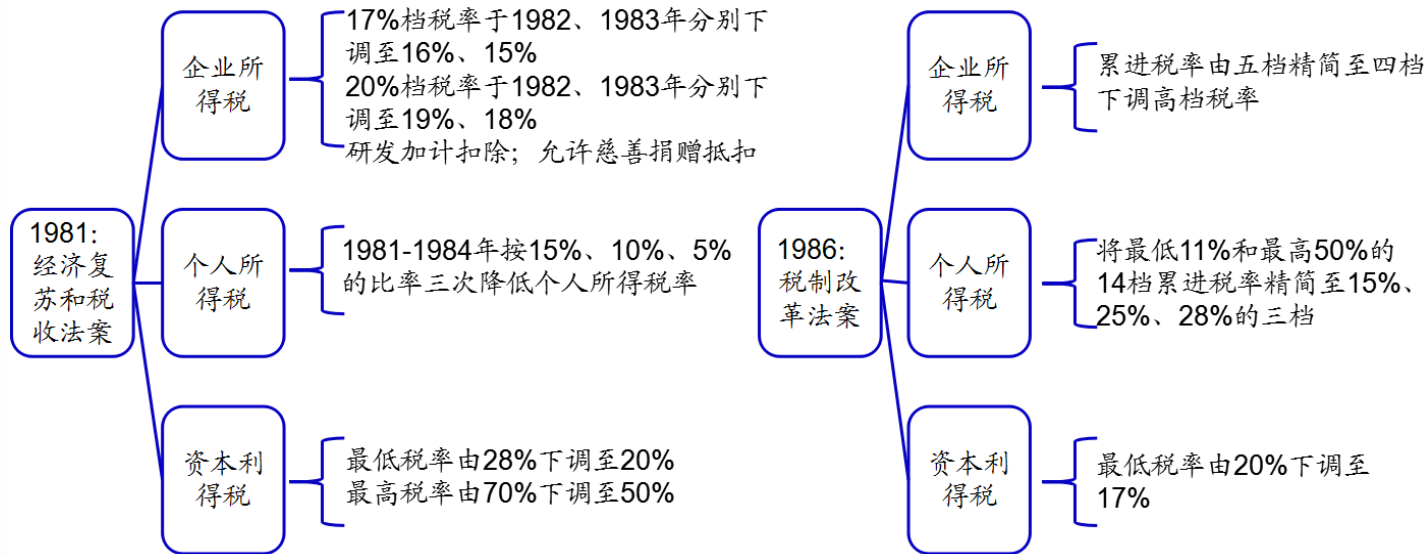 1981：
经济复
苏和税
收法案
企业所
得税
17%档税率于1982、1983年分别下
调至16%、15%
20%档税率于1982、1983年分别下
调至19%、18%
研发加计扣除；允许慈善捐赠抵扣
个人所
得税
1981-1984年按15%、10%、5%
的比率三次降低个人所得税率
资本利
得税
最低税率由28%下调至20%
最高税率由70%下调至50%
1986：
税制改
革法案
企业所
得税
累进税率由五档精简至四档
下调高档税率
个人所
得税
将最低11%和最高50%的
14档累进税率精简至15%、
25%、28%的三档
资本利
得税
最低税率由20%下调至
17%